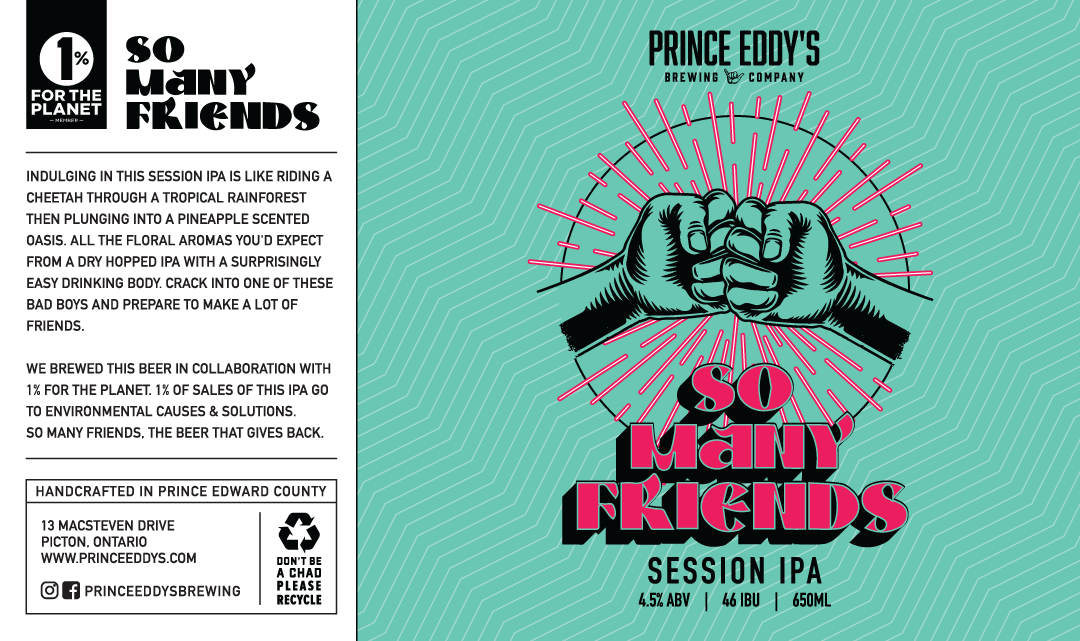 1%
FOR THE
PLANET
— MEMBER —
SO
MANY
FRIENDS
INDULGING IN THIS SESSION IPA IS LIKE RIDING A
CHEETAH THROUGH A TROPICAL RAINFOREST
THEN PLUNGING INTO A PINEAPPLE SCENTED
OASIS. ALL THE FLORAL AROMAS YOU'D EXPECT
FROM A DRY HOPPED IPA WITH A SURPRISINGLY
EASY DRINKING BODY. CRACK INTO ONE OF THESE
BAD BOYS AND PREPARE TO MAKE A LOT OF
FRIENDS.
WE BREWED THIS BEER IN COLLABORATION WITH
1% FOR THE PLANET. 1% OF SALES OF THIS IPA GO
TO ENVIRONMENTAL CAUSES & SOLUTIONS.
SO MANY FRIENDS, THE BEER THAT GIVES BACK.
HANDCRAFTED IN PRINCE EDWARD COUNTY
13 MACSTEVEN DRIVE
PICTON, ONTARIO
WWW.PRINCEEDDYS.COM
PRINCEEDDYSBREWING
DON'T BE
A CHAD
PLEASE
RECYCLE
PRINCE EDDY'S
BREWING COMPANY
SO
MANY
FRIENDS
SESSION IPA
4.5% ABV | 46 IBU | 650ML